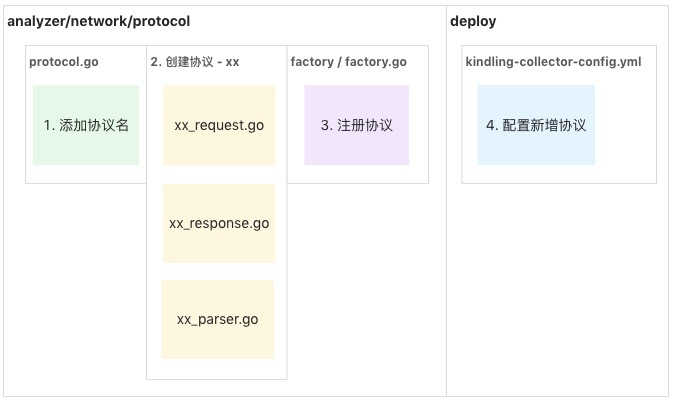 analyzer/network/protocol
deploy
protocol.go
2. 创建协议 - xx
factory / factory.go
kindling-collector-config.yml
1. 添加协议名
xx_request.go
3. 注册协议
4. 配置新增协议
xx_response.go
xx_parser.go